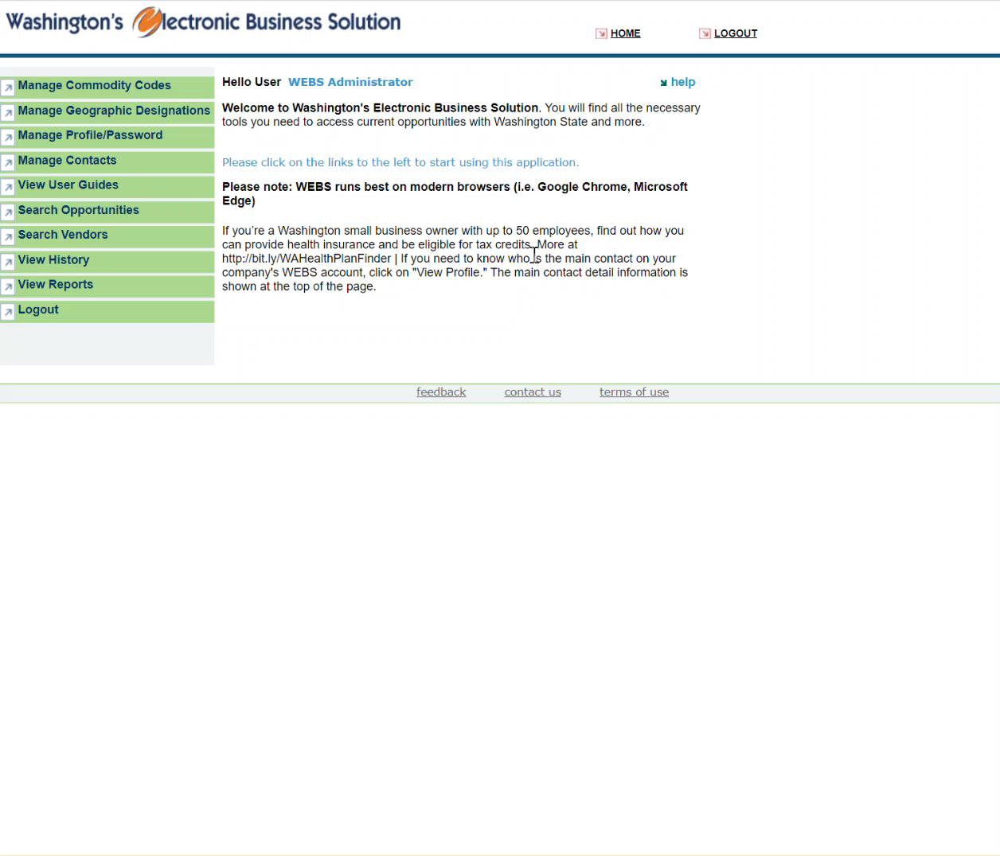 Washington's electronic Business Solution
HOME
LOGOUT
Manage Commodity Codes
Manage Geographic Designations
Manage Profile/Password
Manage Contacts
View User Guides
Search Opportunities
Search Vendors
View History
View Reports
Logout
Hello User WEBS Administrator
help
Welcome to Washington's Electronic Business Solution. You will find all the necessary
tools you need to access current opportunities with Washington State and more.
Please click on the links to the left to start using this application.
Please note: WEBS runs best on modern browsers (i.e. Google Chrome, Microsoft
Edge)
If you're a Washington small business owner with up to 50 employees, find out how you
can provide health insurance and be eligible for tax credits. More at
http://bit.ly/WAHealthPlanFinder | If you need to know who is the main contact on your
company's WEBS account, click on "View Profile." The main contact detail information is
shown at the top of the page.
feedback
contact us
terms of use